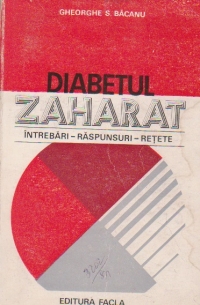 GHEORGHE S. BĂCANU
DIABETUL
ZAHARAT
ÎNTREBĂRI – RĂSPUNSURI – REȚETE
EDITURA FACLA